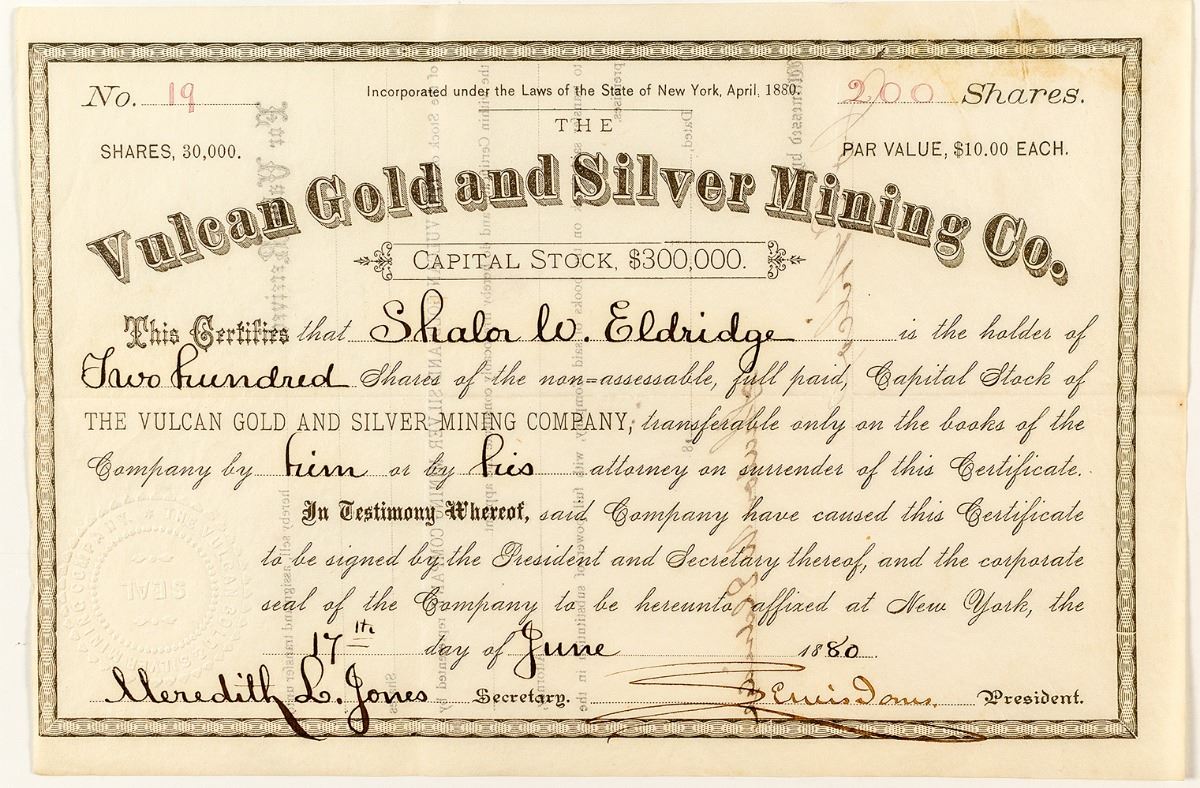 No. 19 Incorporated under the Laws of the State of New York, April, 1880. 200 Shares.
THE
SHARES, 30,000. PAR VALUE, $10.00 EACH.
Vulcan Gold and Silver Mining Co.
CAPITAL STOCK, $300,000.
This Certifies that Shalor W. Eldridge is the holder of
Two hundred Shares of the non=assessable, full paid, Capital Stock of
THE VULCAN GOLD AND SILVER MINING COMPANY, transferable only on the books of the
Company by him or by his attorney on surrender of this Certificate.
In Testimony Whereof, said Company have caused this Certificate
to be signed by the President and Secretary thereof, and the corporate
seal of the Company to be hereunto affixed at New York, the
17th day of June 1880.
Meredith L. Jones Secretary. President.
SEAL